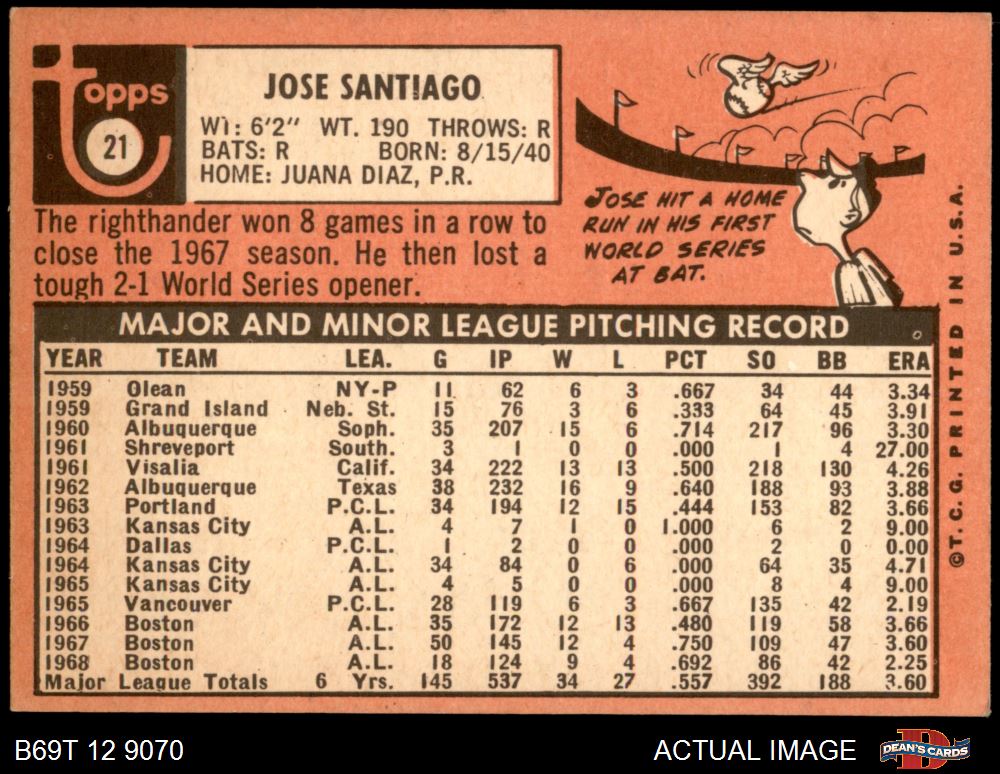 Topps
21
JOSE SANTIAGO
WT: 6'2" WT. 190 THROWS: R
BATS: R BORN: 8/15/40
HOME: JUANA DIAZ, P.R.
The righthander won 8 games in a row to
close the 1967 season. He then lost a
tough 2-1 World Series opener.
JOSE HIT A HOME
RUN IN HIS FIRST
WORLD SERIES
AT BAT.
MAJOR AND MINOR LEAGUE PITCHING RECORD
YEAR TEAM LEA. G IP W L PCT SO BB ERA
1959 Olean NY-P 11 62 6 3 .667 34 44 3.34
1959 Grand Island Neb. St. 15 76 3 6 .333 64 45 3.91
1960 Albuquerque Soph. 35 207 15 6 .714 217 96 3.30
1961 Shreveport South. 3 1 0 0 .000 1 4 27.00
1961 Visalia Calif. 34 222 13 13 .500 218 130 4.26
1962 Albuquerque Texas 38 232 16 9 .640 188 93 3.88
1963 Portland P.C.L. 34 194 12 15 .444 153 82 3.66
1963 Kansas City A.L. 4 7 1 0 1.000 6 2 9.00
1964 Dallas P.C.L. 1 2 0 0 .000 2 0 0.00
1964 Kansas City A.L. 34 84 0 6 .000 64 35 4.71
1965 Kansas City A.L. 4 5 0 0 .000 8 4 9.00
1965 Vancouver P.C.L. 28 119 6 3 .667 135 42 2.19
1966 Boston A.L. 35 172 12 13 .480 119 58 3.66
1967 Boston A.L. 50 145 12 4 .750 109 47 3.60
1968 Boston A.L. 18 124 9 4 .692 86 42 2.25
Major League Totals 6 Yrs. 145 537 34 27 .557 392 188 3.60
©T.C.G. PRINTED IN U.S.A.
B69T 12 9070
ACTUAL IMAGE
DEAN'S CARDS